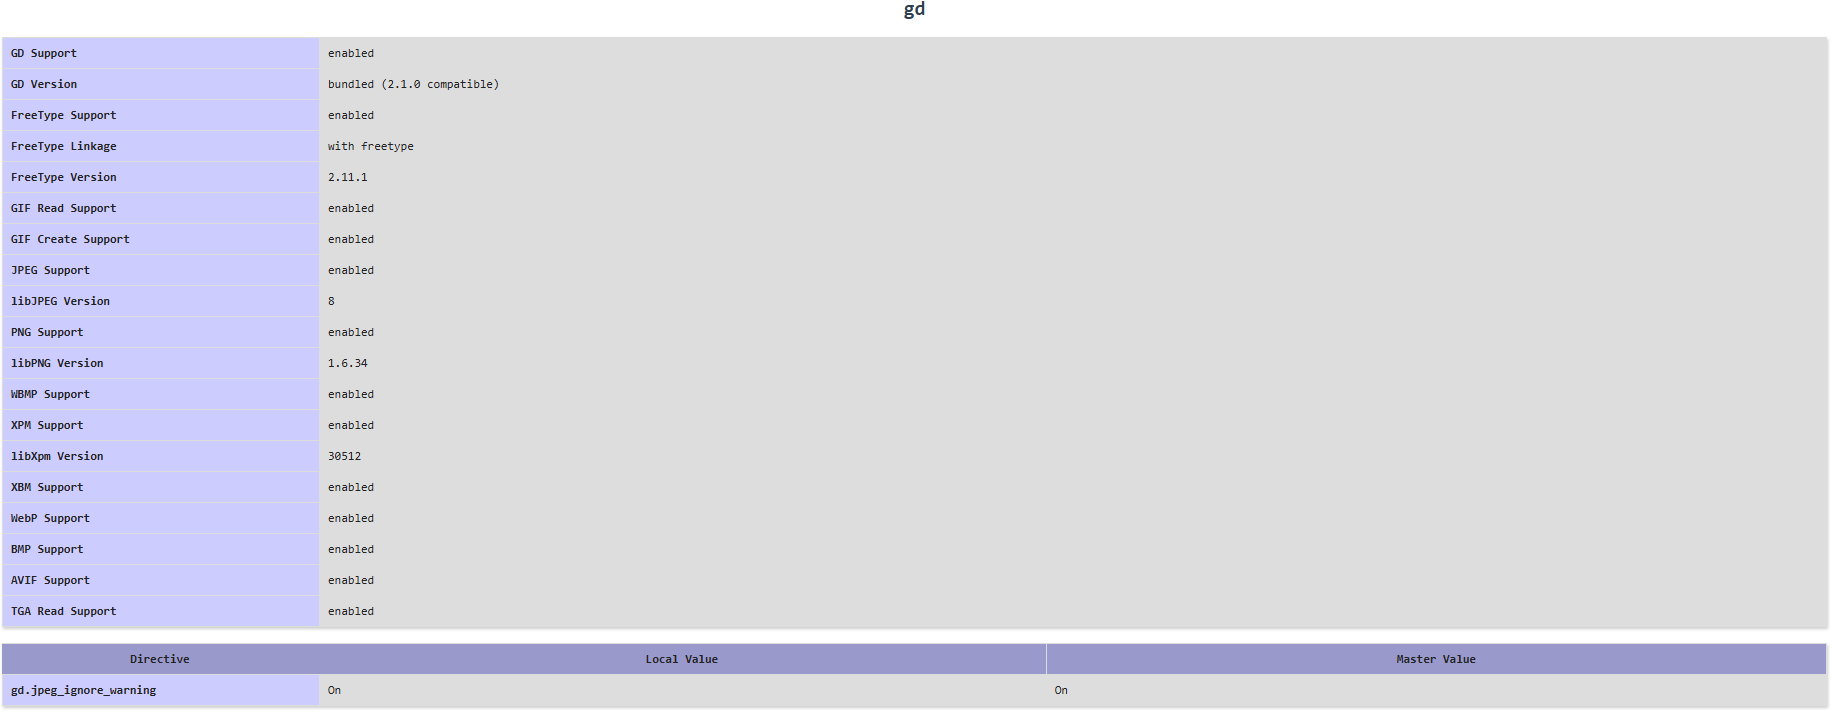 gd
GD Support enabled
GD Version bundled (2.1.0 compatible)
FreeType Support enabled
FreeType Linkage with freetype
FreeType Version 2.11.1
GIF Read Support enabled
GIF Create Support enabled
JPEG Support enabled
libJPEG Version 8
PNG Support enabled
libPNG Version 1.6.34
WBMP Support enabled
XPM Support enabled
libXpm Version 30512
XBM Support enabled
WebP Support enabled
BMP Support enabled
AVIF Support enabled
TGA Read Support enabled
Directive Local Value Master Value
gd.jpeg_ignore_warning On On